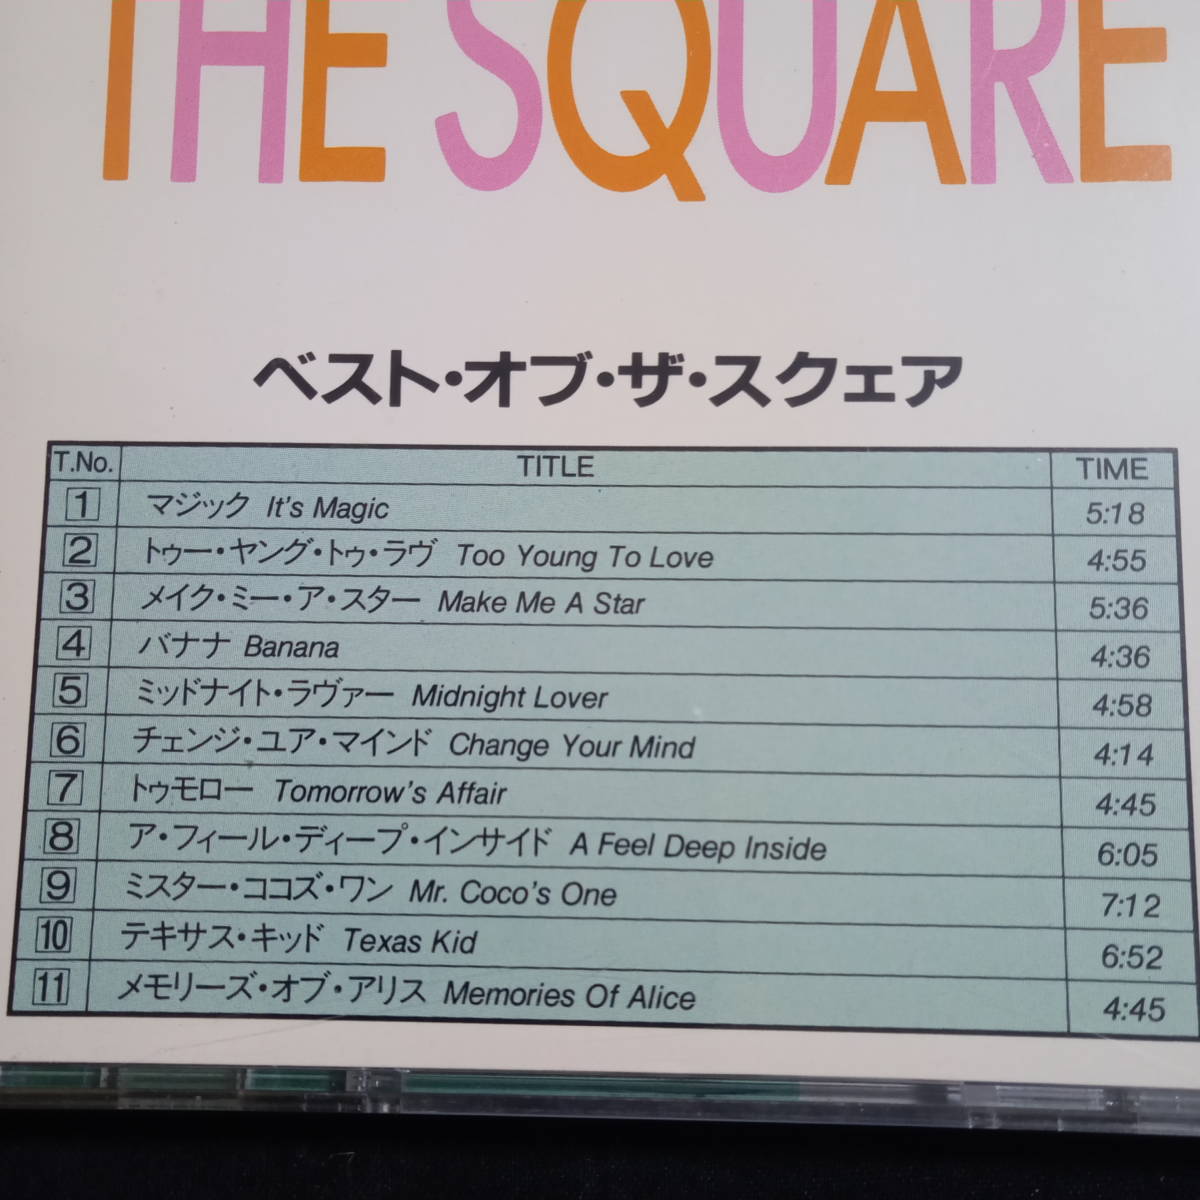 THE SQUARE
ベスト・オブ・ザ・スクェア
T.No. TITLE TIME
1 マジック It's Magic 5:18
2 トゥー・ヤング・トゥ・ラヴ Too Young To Love 4:55
3 メイク・ミー・ア・スター Make Me A Star 5:36
4 バナナ Banana 4:36
5 ミッドナイト・ラヴァー Midnight Lover 4:58
6 チェンジ・ユア・マインド Change Your Mind 4:14
7 トゥモロー Tomorrow's Affair 4:45
8 ア・フィール・ディープ・インサイド A Feel Deep Inside 6:05
9 ミスター・ココズ・ワン Mr. Coco's One 7:12
10 テキサス・キッド Texas Kid 6:52
11 メモリーズ・オブ・アリス Memories Of Alice 4:45